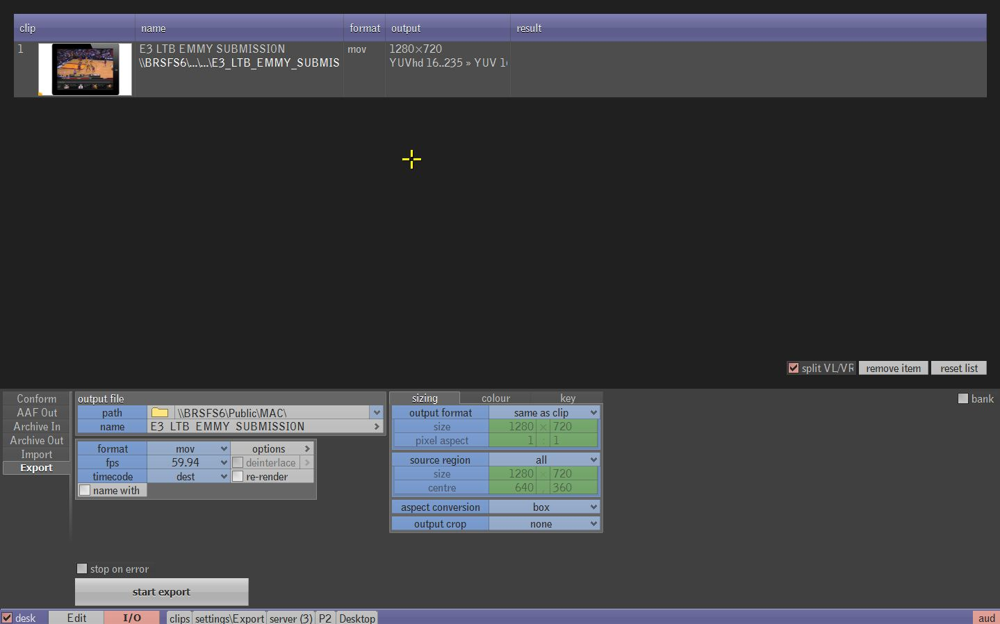 clip name format output result
1 E3 LTB EMMY SUBMISSION mov 1280×720
\\BRSFS6\...\...\E3_LTB_EMMY_SUBMIS YUVhd 16..235 » YUV 16
split VL/VR remove item reset list
Conform
AAF Out
Archive In
Archive Out
Import
Export
output file
path \\BRSFS6\Public\MAC\
name E3 LTB EMMY SUBMISSION
format mov options
fps 59.94 deinterlace
timecode dest re-render
name with
sizing colour key
output format same as clip
size 1280 × 720
pixel aspect 1 : 1
source region all
size 1280 × 720
centre 640 , 360
aspect conversion box
output crop none
bank
stop on error
start export
desk Edit I/O clips settings\Export server (3) P2 Desktop aud